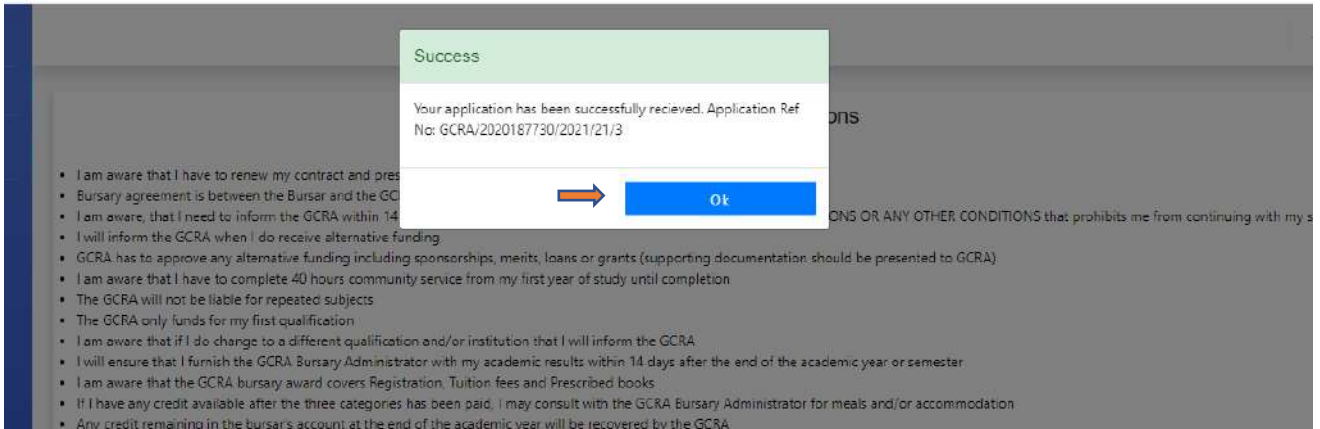 Success
Your application has been successfully recieved. Application Ref
No: GCRA/2020187730/2021/21/3
Ok
ons
• I am aware that I have to renew my contract and pres
• Bursary agreement is between the Bursar and the GC
• I am aware, that I need to inform the GCRA within 14 ONS OR ANY OTHER CONDITIONS that prohibits me from continuing with my s
• I will inform the GCRA when I do receive alternative funding
• GCRA has to approve any alternative funding including sponsorships, merits, loans or grants (supporting documentation should be presented to GCRA)
• I am aware that I have to complete 40 hours community service from my first year of study until completion
• The GCRA will not be liable for repeated subjects
• The GCRA only funds for my first qualification
• I am aware that if I do change to a different qualification and/or institution that I will inform the GCRA
• I will ensure that I furnish the GCRA Bursary Administrator with my academic results within 14 days after the end of the academic year or semester
• I am aware that the GCRA bursary award covers Registration, Tuition fees and Prescribed books
• If I have any credit available after the three categories has been paid, I may consult with the GCRA Bursary Administrator for meals and/or accommodation
• Any credit remaining in the bursar's account at the end of the academic year will be recovered by the GCRA